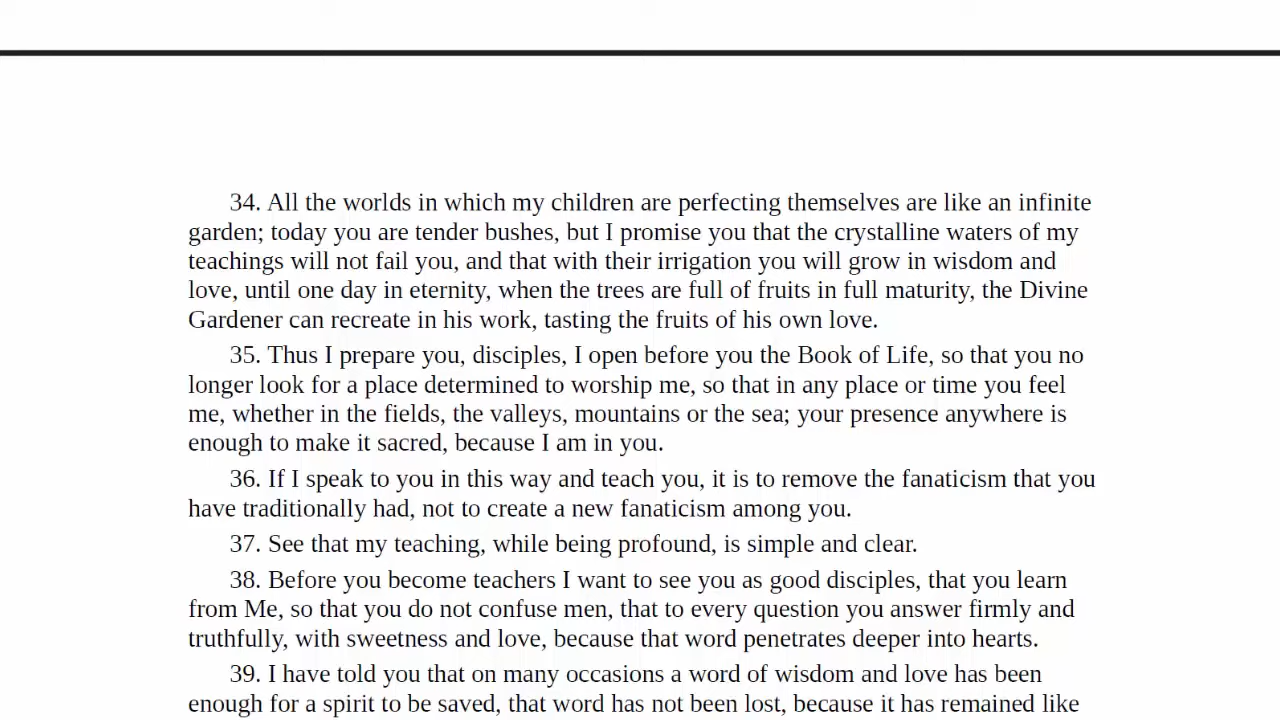 34. All the worlds in which my children are perfecting themselves are like an infinite
garden; today you are tender bushes, but I promise you that the crystalline waters of my
teachings will not fail you, and that with their irrigation you will grow in wisdom and
love, until one day in eternity, when the trees are full of fruits in full maturity, the Divine
Gardener can recreate in his work, tasting the fruits of his own love.
35. Thus I prepare you, disciples, I open before you the Book of Life, so that you no
longer look for a place determined to worship me, so that in any place or time you feel
me, whether in the fields, the valleys, mountains or the sea; your presence anywhere is
enough to make it sacred, because I am in you.
36. If I speak to you in this way and teach you, it is to remove the fanaticism that you
have traditionally had, not to create a new fanaticism among you.
37. See that my teaching, while being profound, is simple and clear.
38. Before you become teachers I want to see you as good disciples, that you learn
from Me, so that you do not confuse men, that to every question you answer firmly and
truthfully, with sweetness and love, because that word penetrates deeper into hearts.
39. I have told you that on many occasions a word of wisdom and love has been
enough for a spirit to be saved, that word has not been lost, because it has remained like